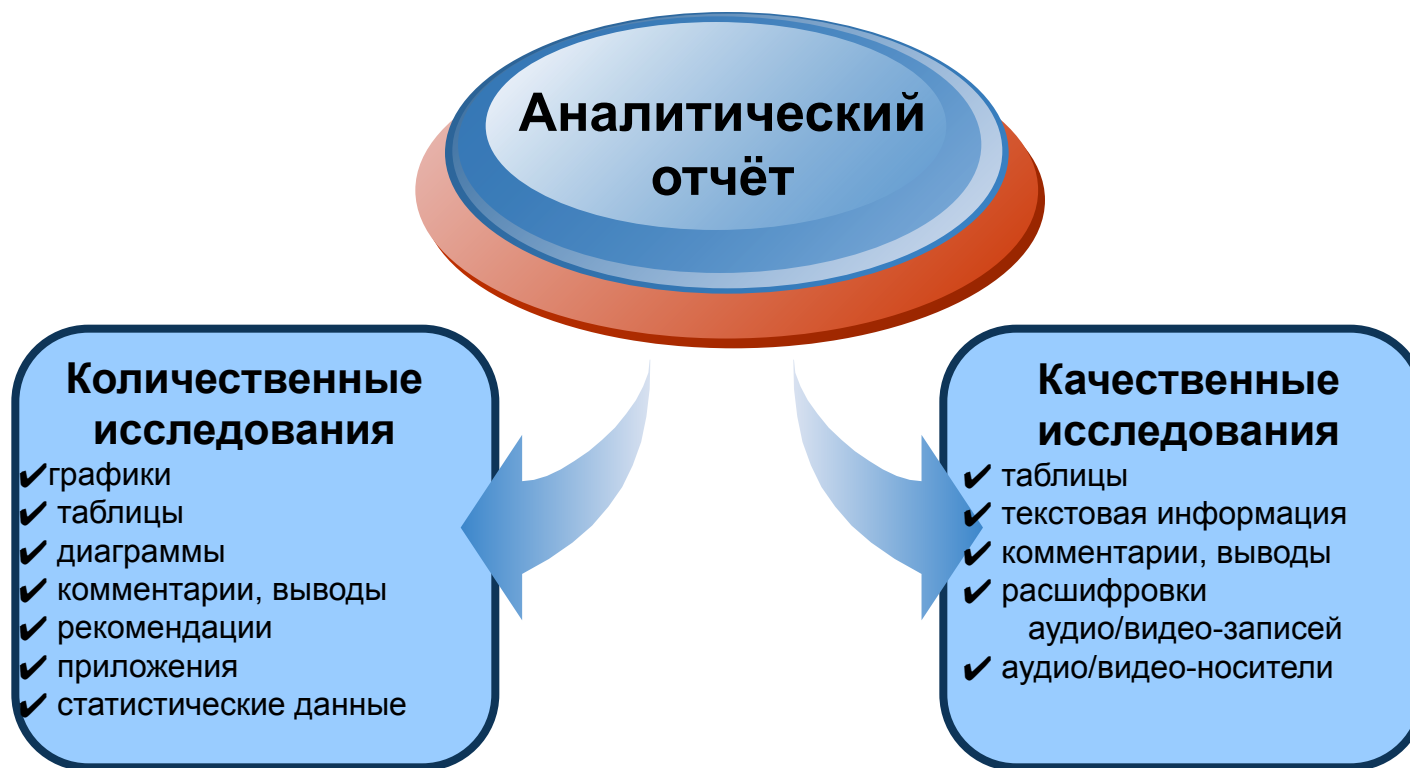 Аналитический
отчёт
Количественные
исследования
✔графики
✔ таблицы
✔ диаграммы
✔ комментарии, выводы
✔ рекомендации
✔ приложения
✔ статистические данные
Качественные
исследования
✔ таблицы
✔ текстовая информация
✔ комментарии, выводы
✔ расшифровки
аудио/видео-записей
✔ аудио/видео-носители